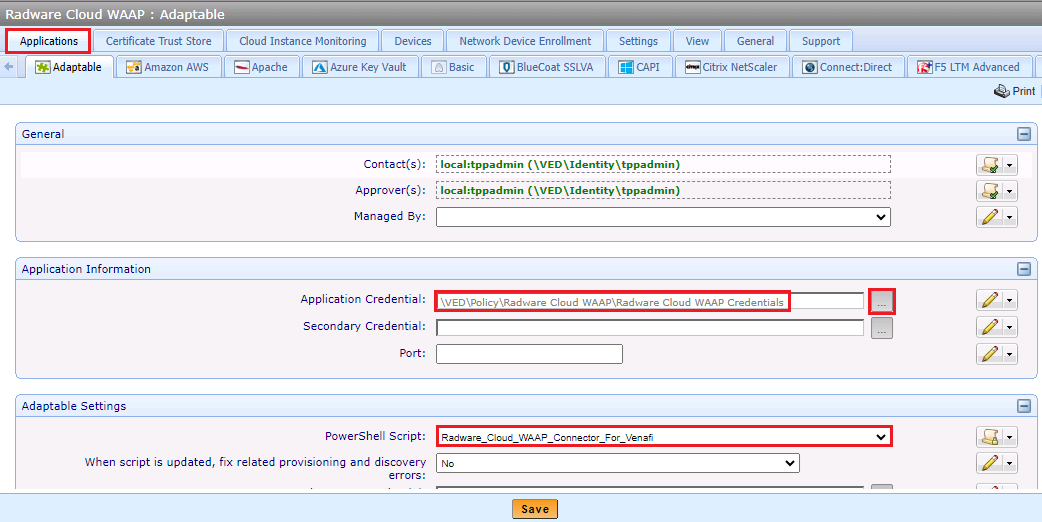 Radware Cloud WAAP : Adaptable
Applications Certificate Trust Store Cloud Instance Monitoring Devices Network Device Enrollment Settings View General Support
Adaptable Amazon AWS Apache Azure Key Vault Basic BlueCoat SSLVA CAPI Citrix NetScaler Connect:Direct F5 LTM Advanced
Print
General
Contact(s): local:tppadmin (\VED\Identity\tppadmin)
Approver(s): local:tppadmin (\VED\Identity\tppadmin)
Managed By:
Application Information
Application Credential: \VED\Policy\Radware Cloud WAAP\Radware Cloud WAAP Credentials ...
Secondary Credential: ...
Port:
Adaptable Settings
PowerShell Script: Radware_Cloud_WAAP_Connector_For_Venafi
When script is updated, fix related provisioning and discovery
errors: No
Save